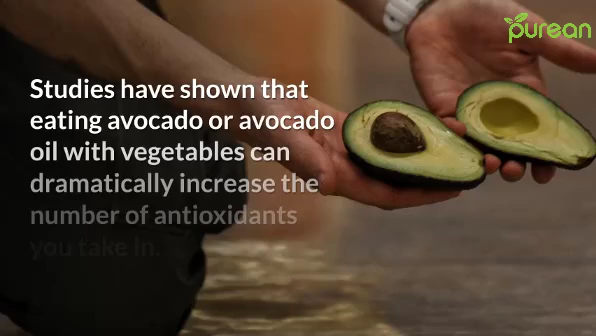 purean
Studies have shown that
eating avocado or avocado
oil with vegetables can
dramatically increase the
number of antioxidants
you take in.